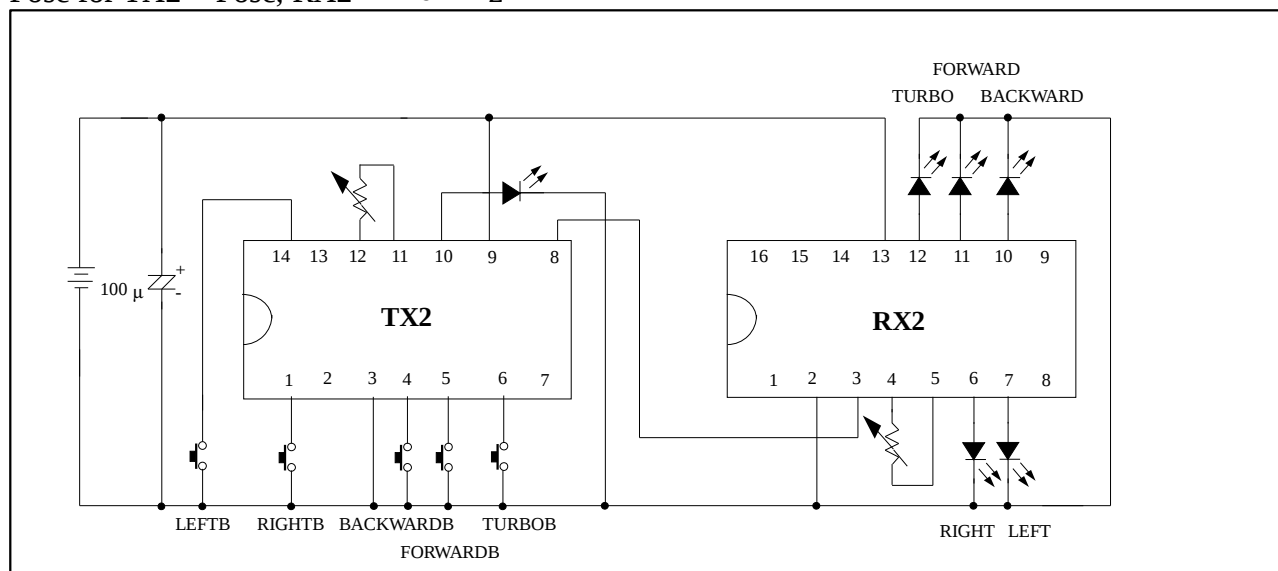 FORWARD
TURBO BACKWARD
14 13 12 11 10 9 8
16 15 14 13 12 11 10 9
100 μ + -
TX2
RX2
1 2 3 4 5 6 7
1 2 3 4 5 6 7 8
LEFTB RIGHTB BACKWARDB TURBOB
FORWARDB
RIGHT LEFT